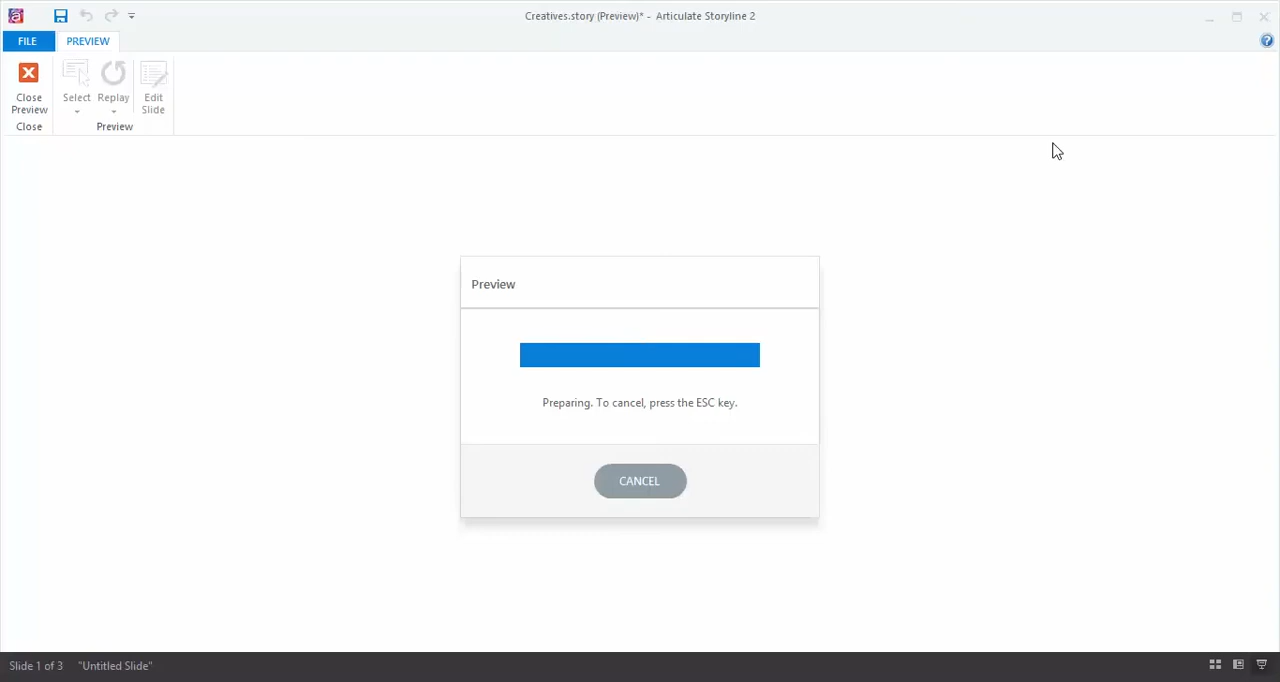 Creatives.story (Preview)* - Articulate Storyline 2
FILE
PREVIEW
Close Preview
Select
Replay
Edit Slide
Close
Preview
Preview
Preparing. To cancel, press the ESC key.
CANCEL
Slide 1 of 3 "Untitled Slide"